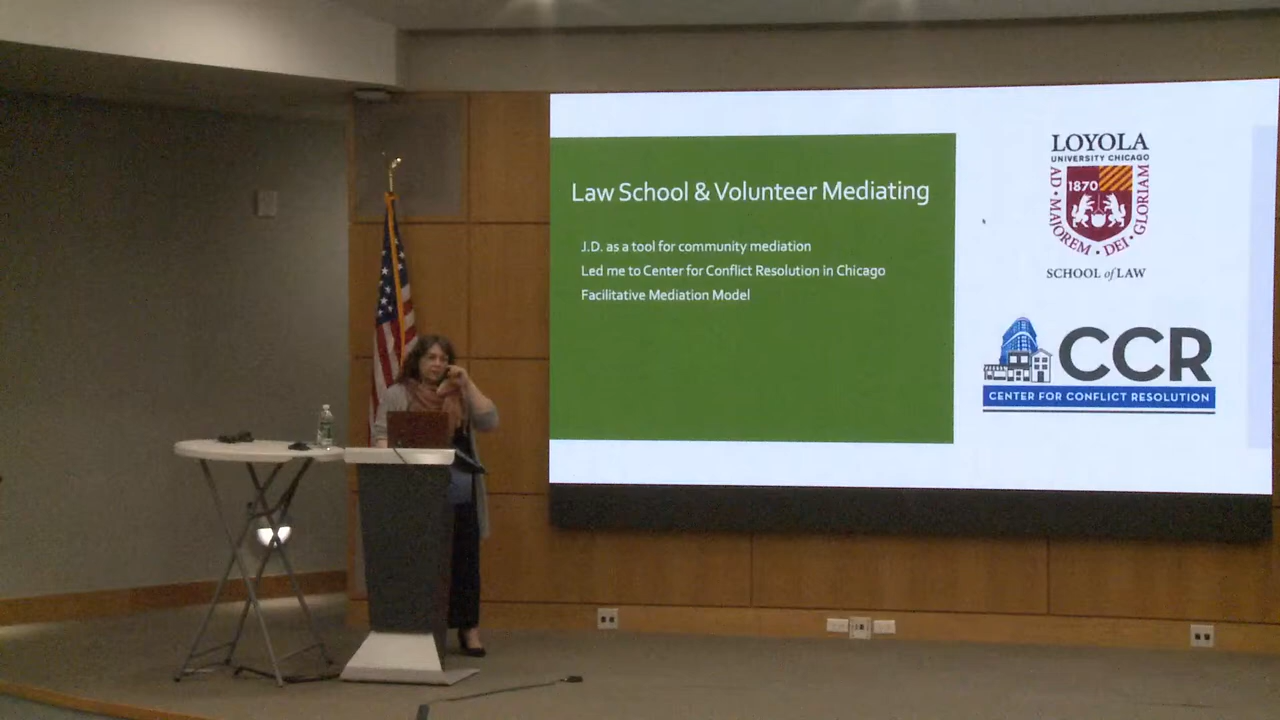 Law School & Volunteer Mediating
J.D. as a tool for community mediation
Led me to Center for Conflict Resolution in Chicago
Facilitative Mediation Model
LOYOLA
UNIVERSITY CHICAGO
AD • MAJOREM • DEI • GLORIAM
1870
SCHOOL of LAW
CCR
CENTER FOR CONFLICT RESOLUTION